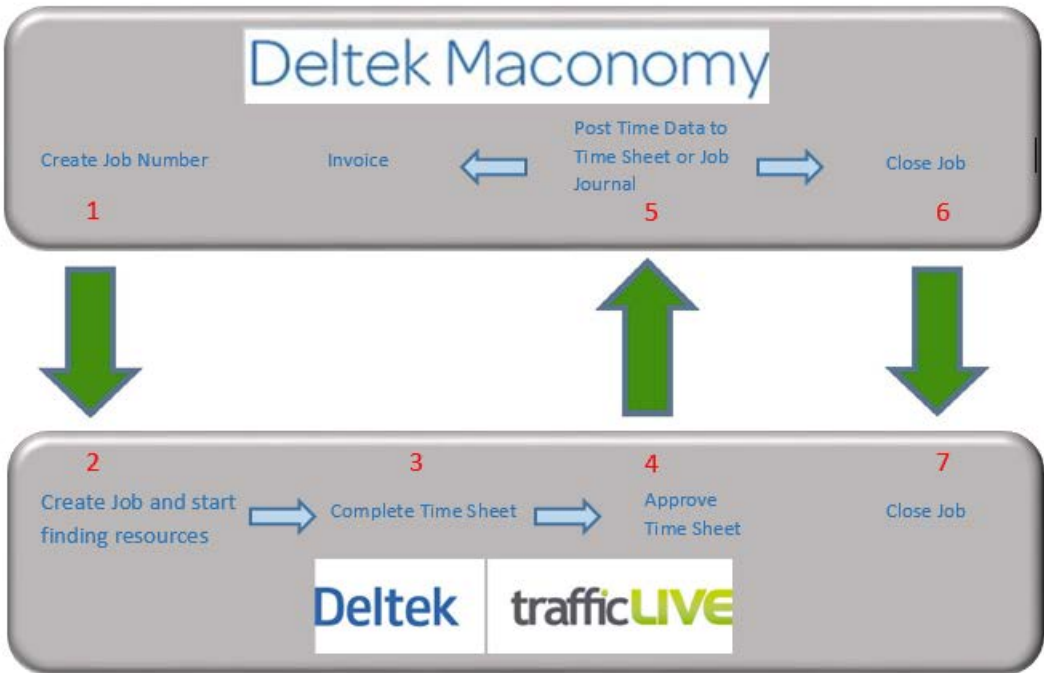 Deltek Maconomy
Create Job Number
1
Invoice
Post Time Data to
Time Sheet or Job
Journal
5
Close Job
6
2
Create Job and start
finding resources
3
Complete Time Sheet
4
Approve
Time Sheet
7
Close Job
Deltek
trafficLIVE